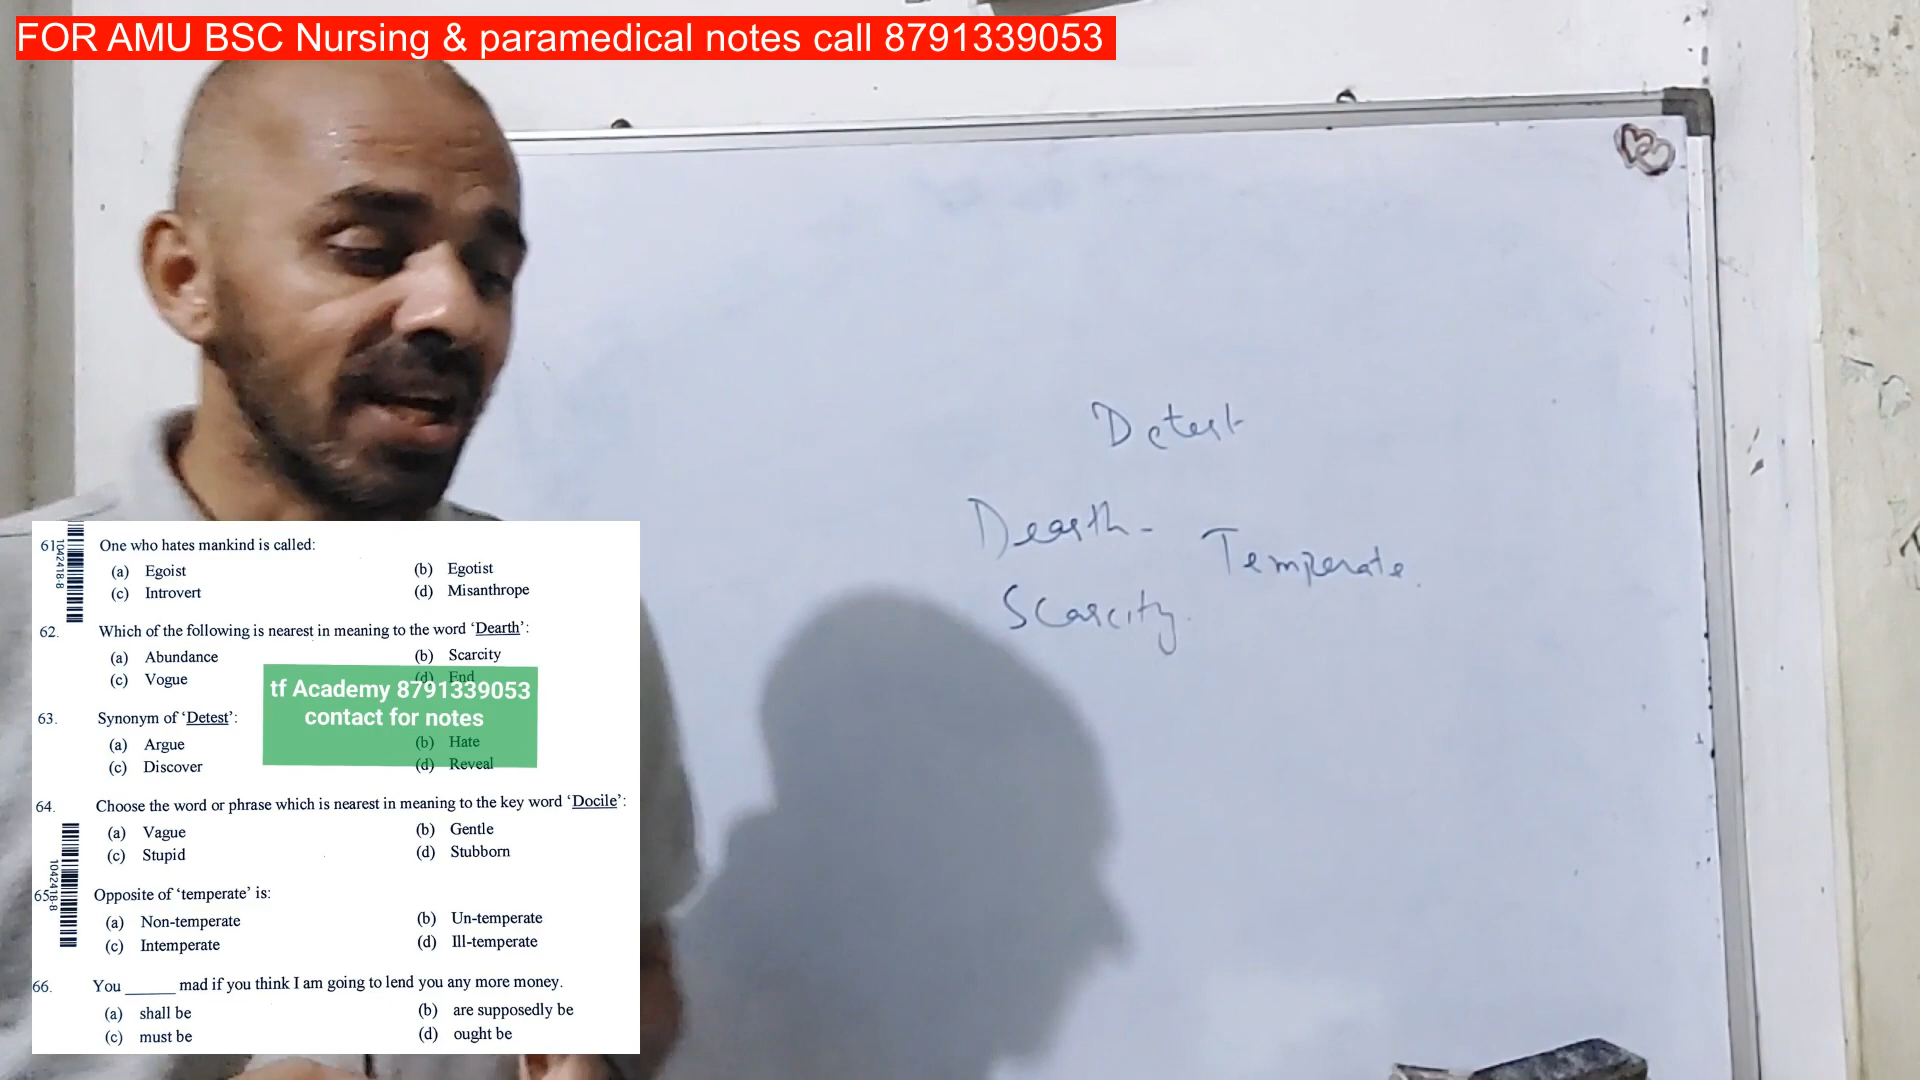 FOR AMU BSC Nursing & paramedical notes call 8791339053
Detest
Dearth- Temperate.
Scarcity.
61. One who hates mankind is called:
(a) Egoist (b) Egotist
(c) Introvert (d) Misanthrope
1042418-8
62. Which of the following is nearest in meaning to the word ‘Dearth’:
(a) Abundance (b) Scarcity
(c) Vogue (d) End
tf Academy 8791339053
contact for notes
63. Synonym of ‘Detest’:
(a) Argue (b) Hate
(c) Discover (d) Reveal
64. Choose the word or phrase which is nearest in meaning to the key word ‘Docile’:
(a) Vague (b) Gentle
(c) Stupid (d) Stubborn
1042418-8
65. Opposite of ‘temperate’ is:
(a) Non-temperate (b) Un-temperate
(c) Intemperate (d) Ill-temperate
66. You ______ mad if you think I am going to lend you any more money.
(a) shall be (b) are supposedly be
(c) must be (d) ought be